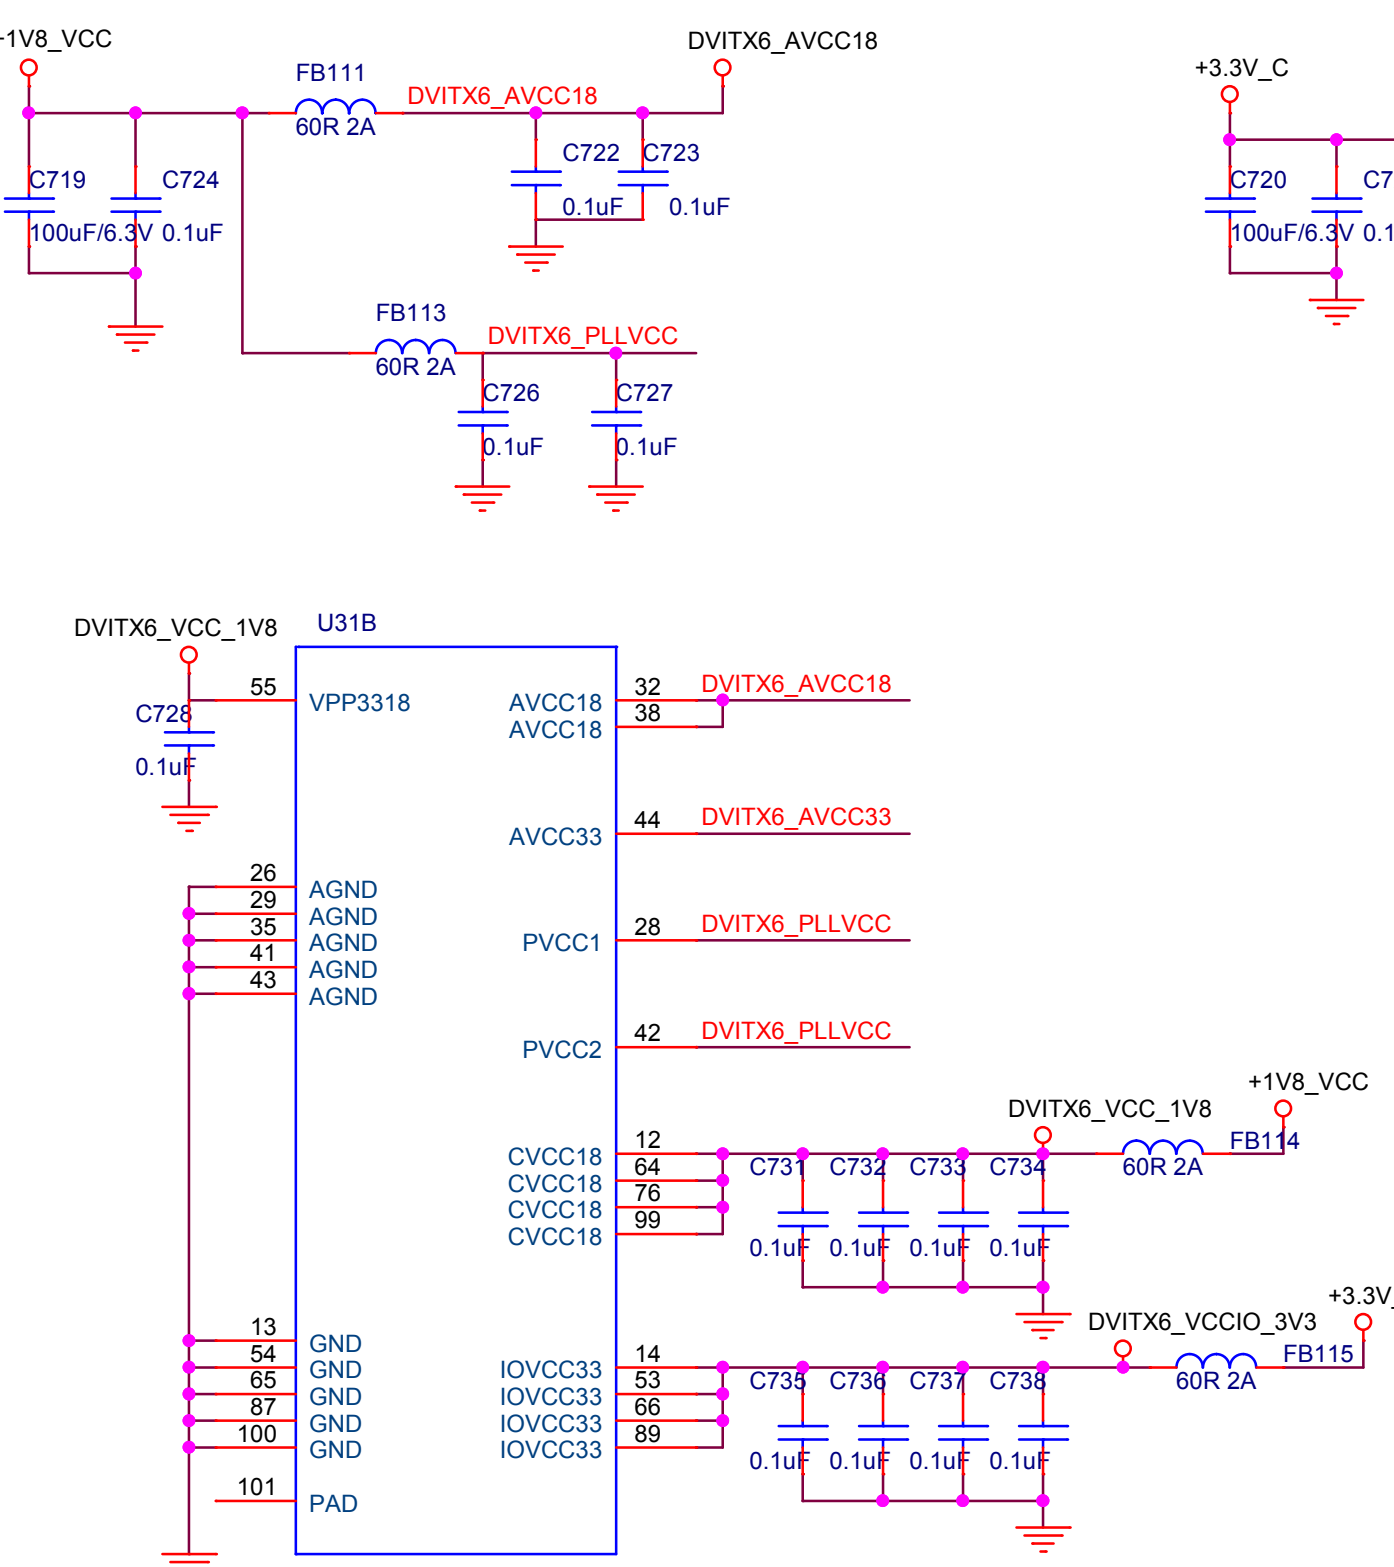 +1V8_VCC
DVITX6_AVCC18
+3.3V_C
FB111
DVITX6_AVCC18
60R 2A
C719
C724
C722
C723
C720
100uF/6.3V
0.1uF
0.1uF
0.1uF
100uF/6.3V
FB113
DVITX6_PLLVCC
60R 2A
C726
C727
0.1uF
0.1uF
DVITX6_VCC_1V8
U31B
55
VPP3318
C728
0.1uF
AVCC18
32
DVITX6_AVCC18
AVCC18
38
AVCC33
44
DVITX6_AVCC33
26
AGND
29
AGND
35
AGND
41
AGND
43
AGND
PVCC1
28
DVITX6_PLLVCC
PVCC2
42
DVITX6_PLLVCC
+1V8_VCC
DVITX6_VCC_1V8
FB114
60R 2A
CVCC18
12
CVCC18
64
CVCC18
76
CVCC18
99
C731
C732
C733
C734
0.1uF
0.1uF
0.1uF
0.1uF
+3.3V_
DVITX6_VCCIO_3V3
FB115
60R 2A
13
GND
54
GND
65
GND
87
GND
100
GND
101
PAD
IOVCC33
14
IOVCC33
53
IOVCC33
66
IOVCC33
89
C735
C736
C737
C738
0.1uF
0.1uF
0.1uF
0.1uF